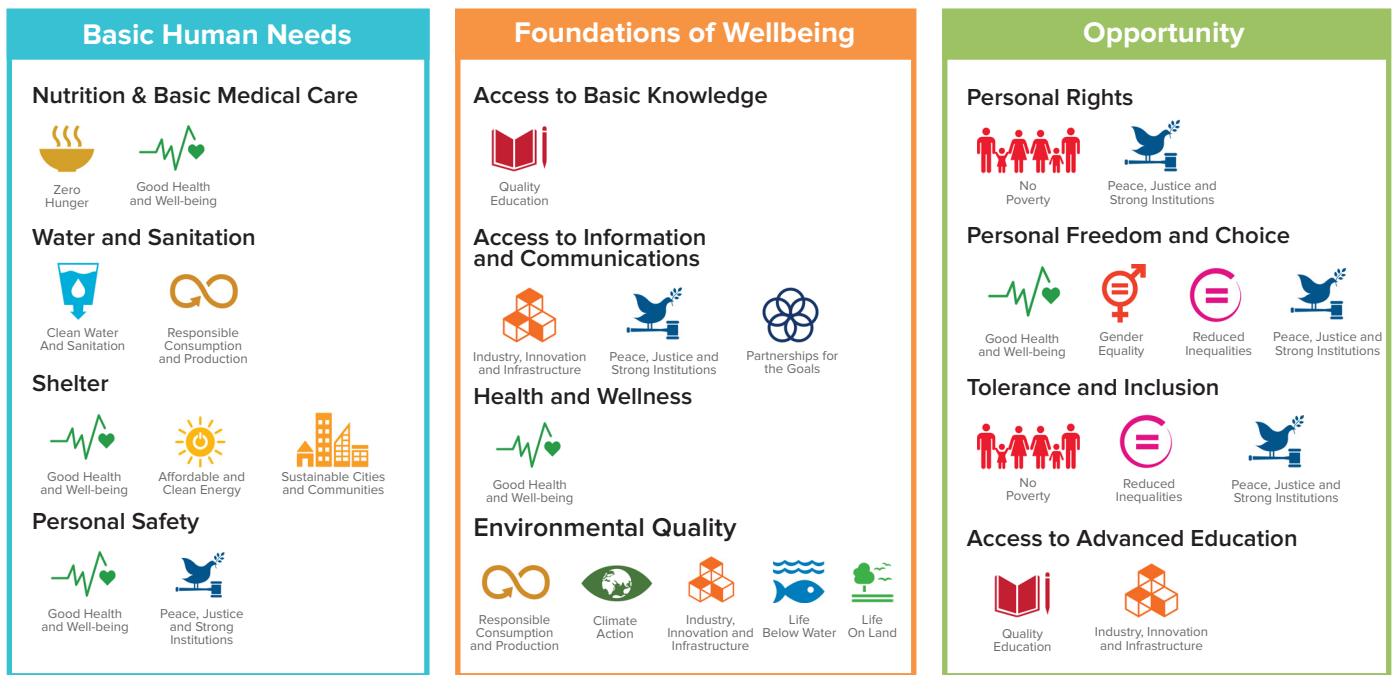 Basic Human Needs
Nutrition & Basic Medical Care
Zero
Hunger
Good Health
and Well-being
Water and Sanitation
Clean Water
And Sanitation
Responsible
Consumption
and Production
Shelter
Good Health
and Well-being
Affordable and
Clean Energy
Sustainable Cities
and Communities
Personal Safety
Good Health
and Well-being
Peace, Justice
and Strong
Institutions
Foundations of Wellbeing
Access to Basic Knowledge
Quality
Education
Access to Information
and Communications
Industry, Innovation
and Infrastructure
Peace, Justice and
Strong Institutions
Partnerships for
the Goals
Health and Wellness
Good Health
and Well-being
Environmental Quality
Responsible
Consumption
and Production
Climate
Action
Industry,
Innovation and
Infrastructure
Life
Below Water
Life
On Land
Opportunity
Personal Rights
No
Poverty
Peace, Justice and
Strong Institutions
Personal Freedom and Choice
Good Health
and Well-being
Gender
Equality
Reduced
Inequalities
Peace, Justice and
Strong Institutions
Tolerance and Inclusion
No
Poverty
Reduced
Inequalities
Peace, Justice and
Strong Institutions
Access to Advanced Education
Quality
Education
Industry, Innovation
and Infrastructure